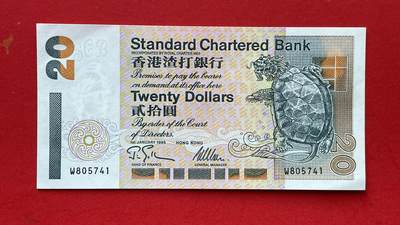 20
Standard Chartered Bank
INCORPORATED BY ROYAL CHARTER 1853
香港渣打銀行
Promises to pay the bearer
on demand at its office here
Twenty Dollars
貳拾圓
By order of the Court
of Directors.
1st JANUARY 1995 HONG KONG
HEAD OF FINANCE GENERAL MANAGER
W805741
W805741
20